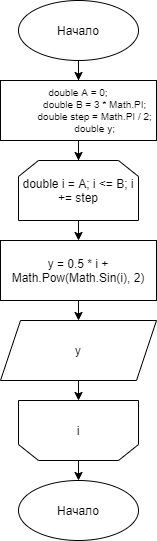 Начало
double A = 0;
double B = 3 * Math.PI;
double step = Math.PI / 2;
double y;
double i = A; i <= B; i
+= step
y = 0.5 * i +
Math.Pow(Math.Sin(i), 2)
y
i
Начало